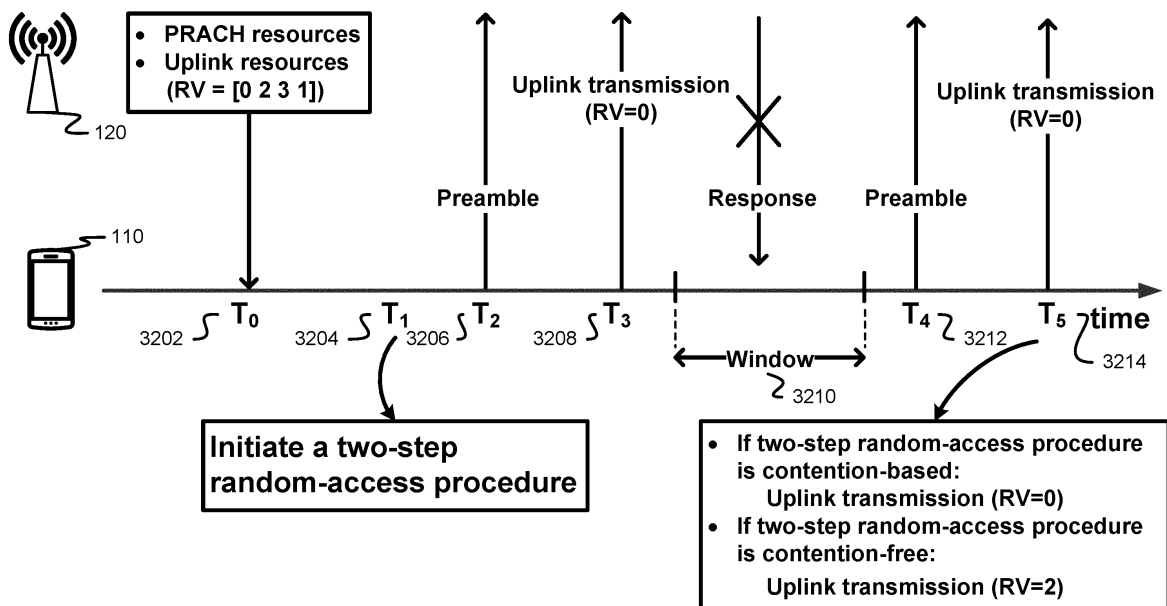 • PRACH resources
• Uplink resources
(RV = [0 2 3 1])
120
Uplink transmission
(RV=0)
Uplink transmission
(RV=0)
Preamble
Response
Preamble
110
T0
T1
T2
T3
T4
T5
time
3202
3204
3206
3208
3212
3214
Window
3210
Initiate a two-step
random-access procedure
• If two-step random-access procedure
is contention-based:
Uplink transmission (RV=0)
• If two-step random-access procedure
is contention-free:
Uplink transmission (RV=2)